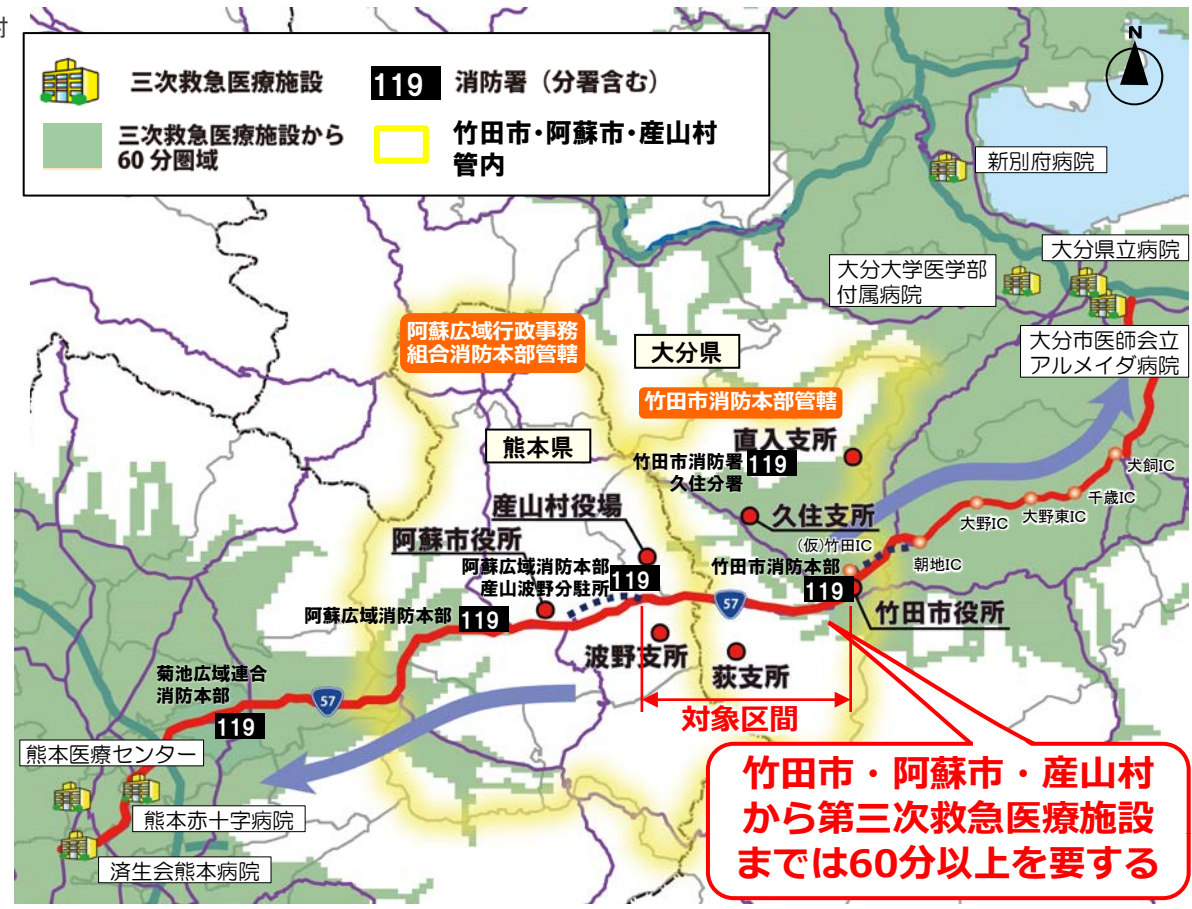 村
三次救急医療施設
119
消防署（分署含む）
三次救急医療施設から
60 分圏域
竹田市・阿蘇市・産山村
管内
N
新別府病院
大分県立病院
大分大学医学部
付属病院
大分市医師会立
アルメイダ病院
阿蘇広域行政事務
組合消防本部管轄
大分県
竹田市消防本部管轄
熊本県
直入支所
竹田市消防署
久住分署
119
犬飼IC
千歳IC
大野東IC
大野IC
産山村役場
久住支所
(仮)竹田IC
朝地IC
阿蘇市役所
阿蘇広域消防本部
産山波野分駐所
119
竹田市消防本部
119
57
竹田市役所
阿蘇広域消防本部
119
波野支所
荻支所
菊池広域連合
消防本部
119
57
対象区間
熊本医療センター
熊本赤十字病院
済生会熊本病院
竹田市・阿蘇市・産山村
から第三次救急医療施設
までは60分以上を要する